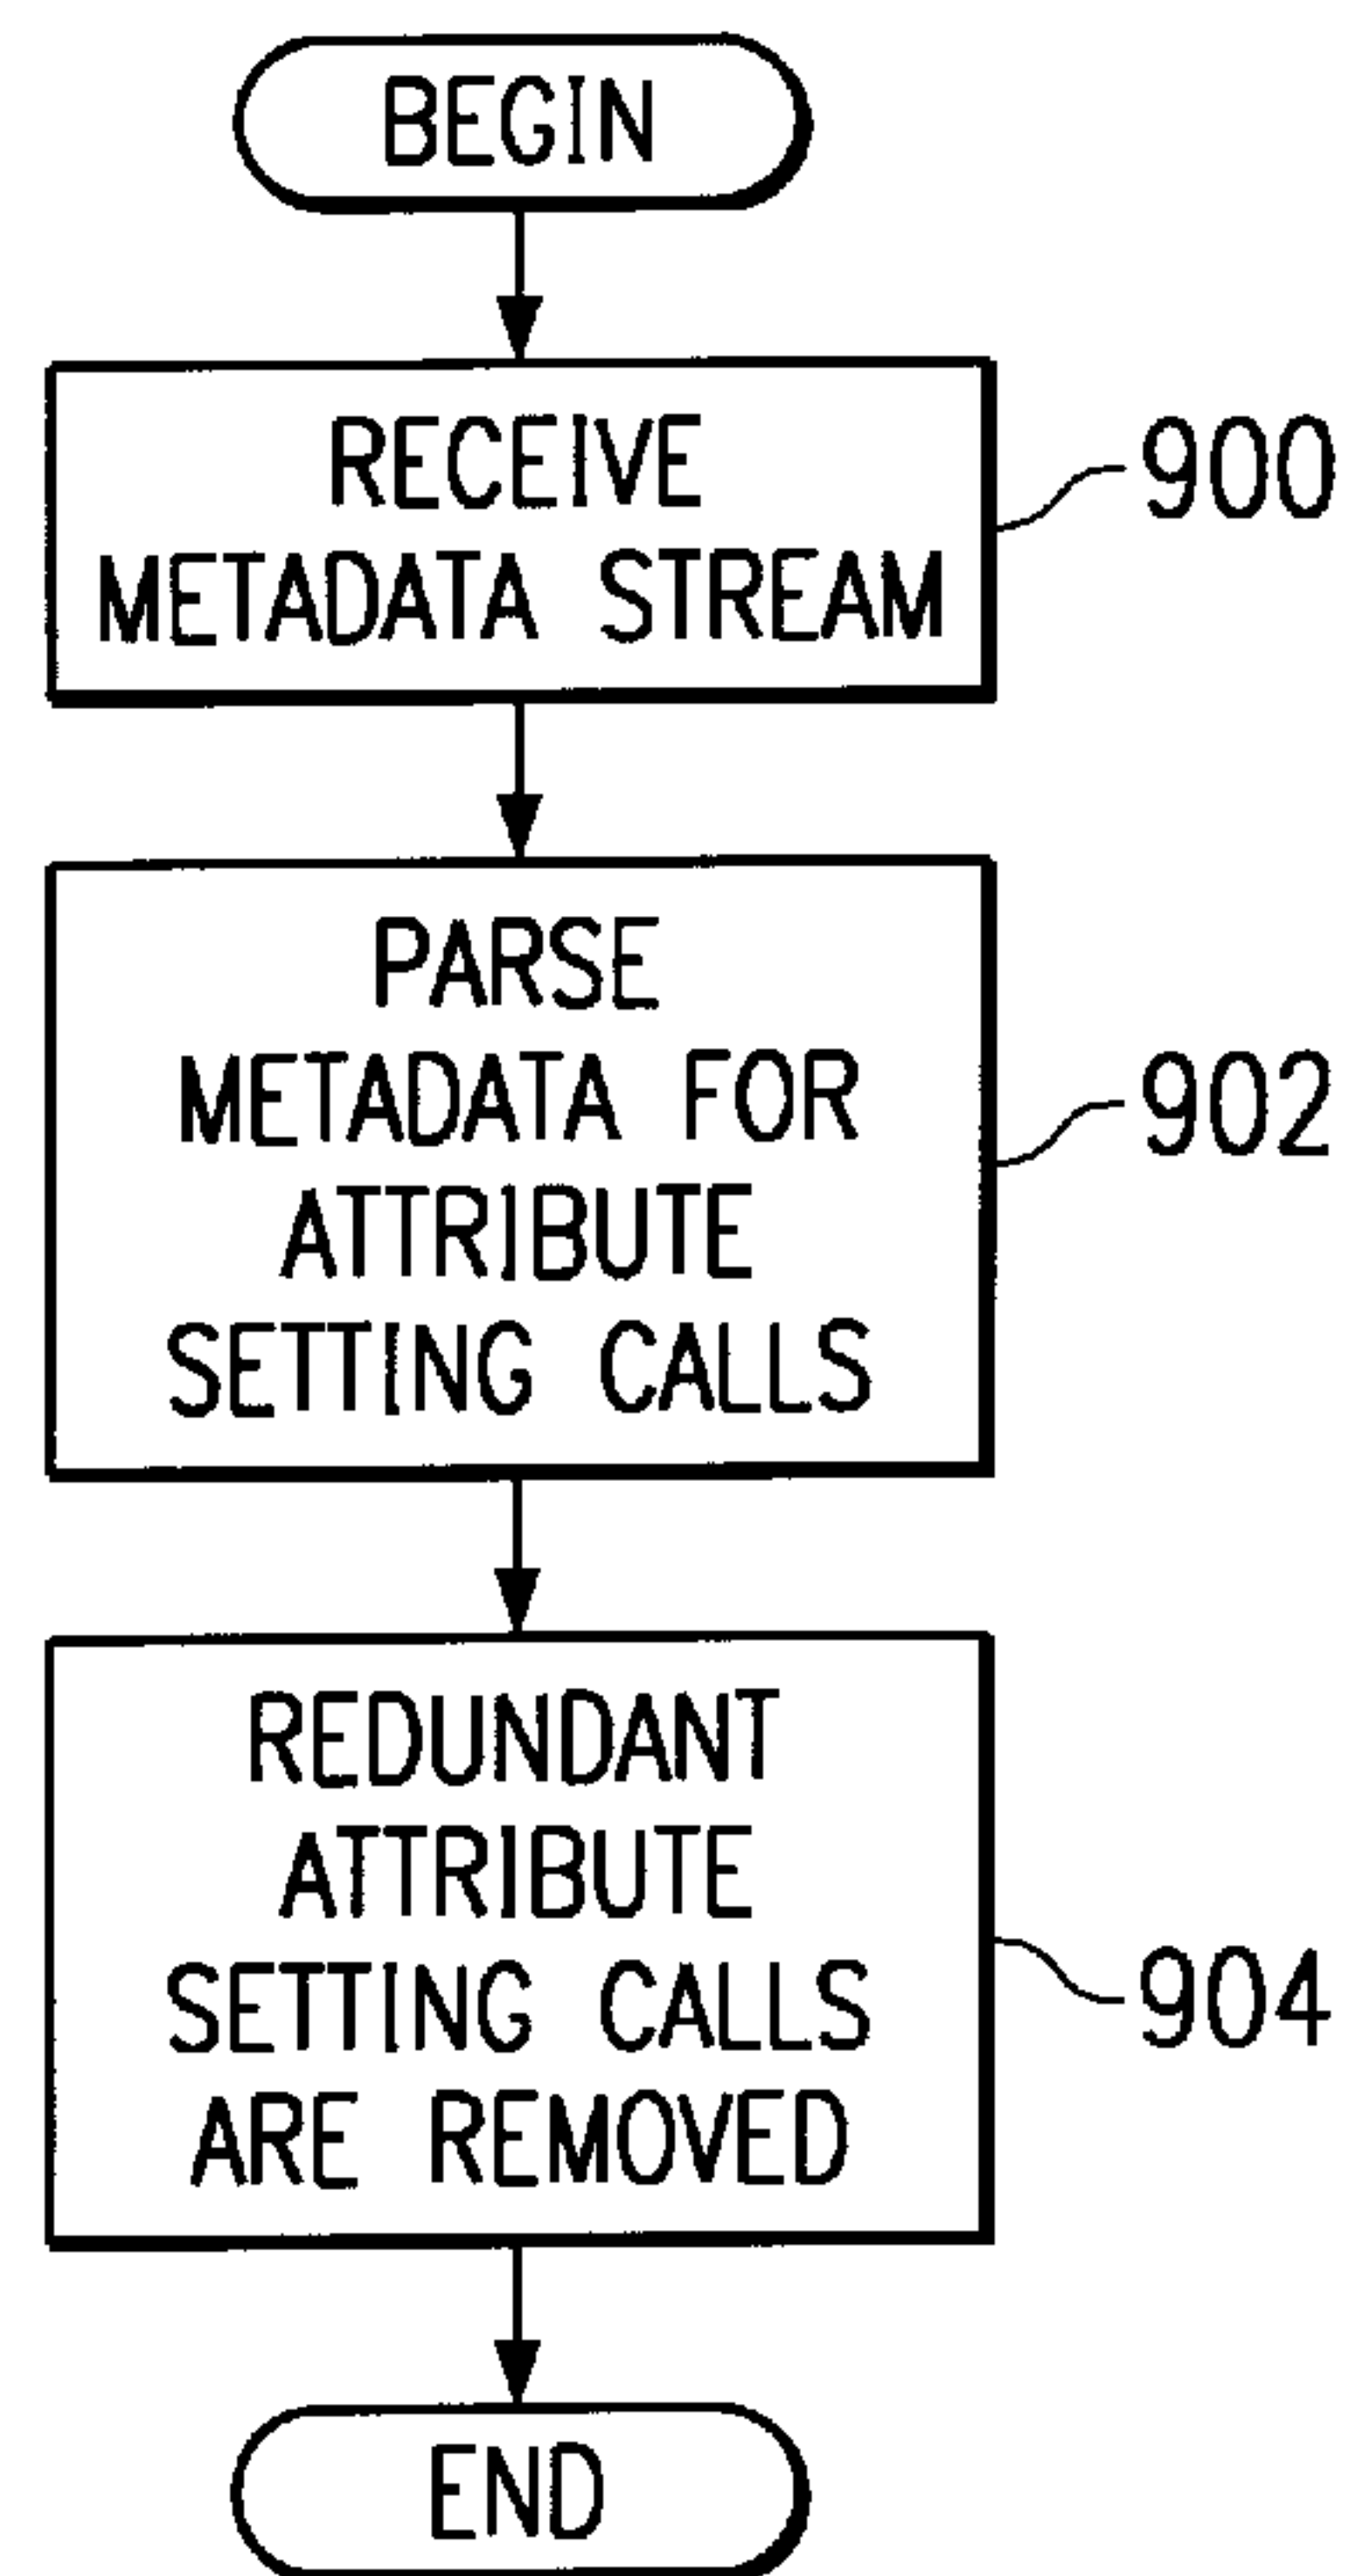 BEGIN
RECEIVE
METADATA STREAM
900
PARSE
METADATA FOR
ATTRIBUTE
SETTING CALLS
902
REDUNDANT
ATTRIBUTE
SETTING CALLS
ARE REMOVED
904
END